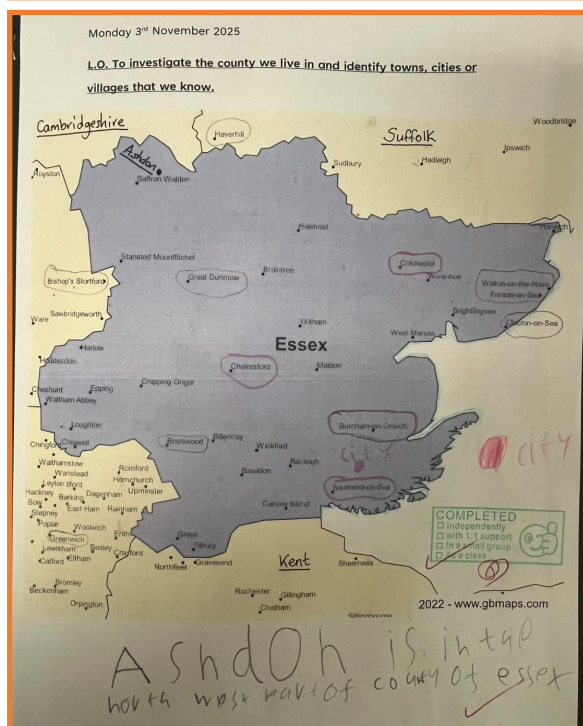 Monday 3rd November 2025
L.O. To investigate the county we live in and identify towns, cities or
villages that we know.
Cambridgeshire
Haverhill
Suffolk
Woodbridge
Ipswich
Ashdon
Sudbury
Hadleigh
Royston
Saffron Walden
Halstead
Harwich
Stansted Mountfitchet
Colchester
Braintree
Great Dunmow
Wivenhoe
Bishop's Stortford
Walton-on-the-Naze
Frinton-on-Sea
Brightlingsea
Sawbridgeworth
Ware
Witham
Clacton-on-Sea
West Mersea
Essex
Harlow
Hoddesdon
Chelmsford
Maldon
Chipping Ongar
Cheshunt
Epping
Waltham Abbey
Loughton
Burnham-on-Crouch
Chingford
Chigwell
Brentwood
Billericay
Wickford
city
city
Walthamstow
Wanstead
Romford
Rayleigh
Hornchurch
Basildon
Leyton
Ilford
Upminster
Southend-on-Sea
Hackney
Barking
Dagenham
Bow
East Ham
Rainham
Canvey Island
Stepney
Poplar
Woolwich
Greenwich
Erith
Grays
Lewisham
Bexley
Crayford
Tilbury
Catford
Eltham
Northfleet
Gravesend
Kent
Sheerness
COMPLETED
Independently
with 1:1 support
In a small group
As a class
Bromley
Beckenham
Rochester
Gillingham
Orpington
Chatham
2022 - www.gbmaps.com
Sittingbourne
AshdOn is in the
north west part of county of essex